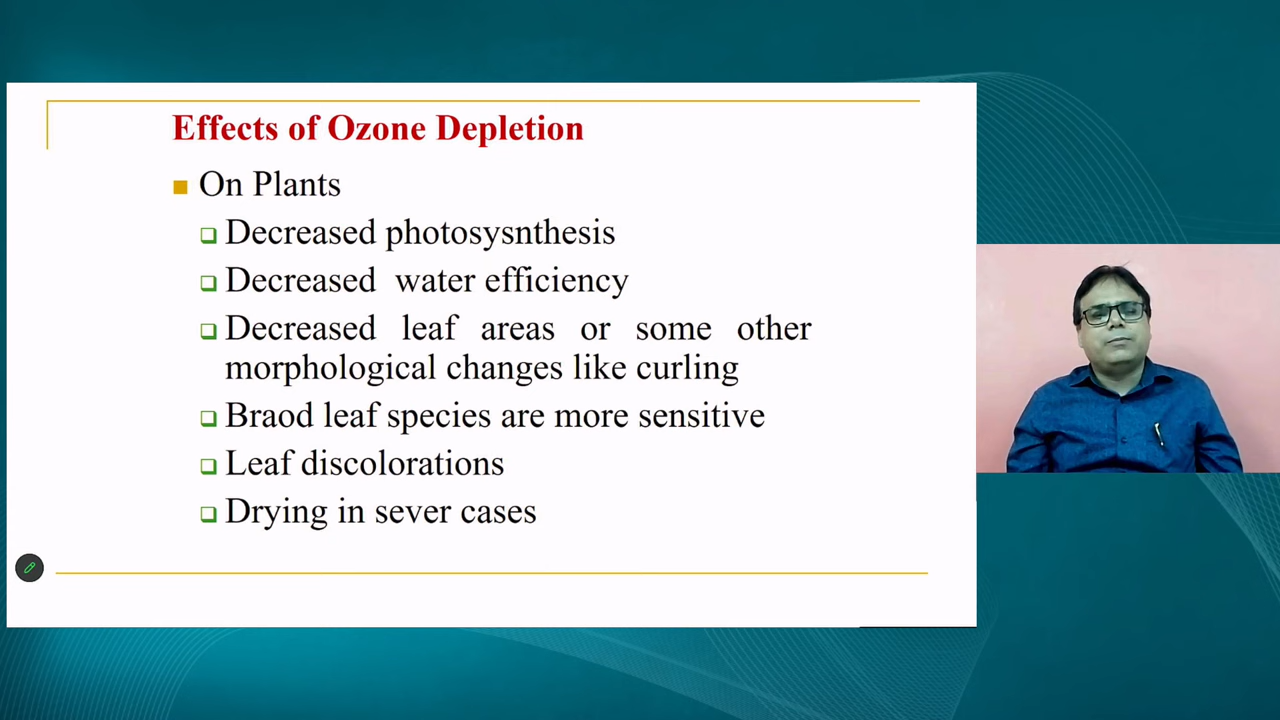 Effects of Ozone Depletion
On Plants
Decreased photosysnthesis
Decreased water efficiency
Decreased leaf areas or some other
morphological changes like curling
Braod leaf species are more sensitive
Leaf discolorations
Drying in sever cases